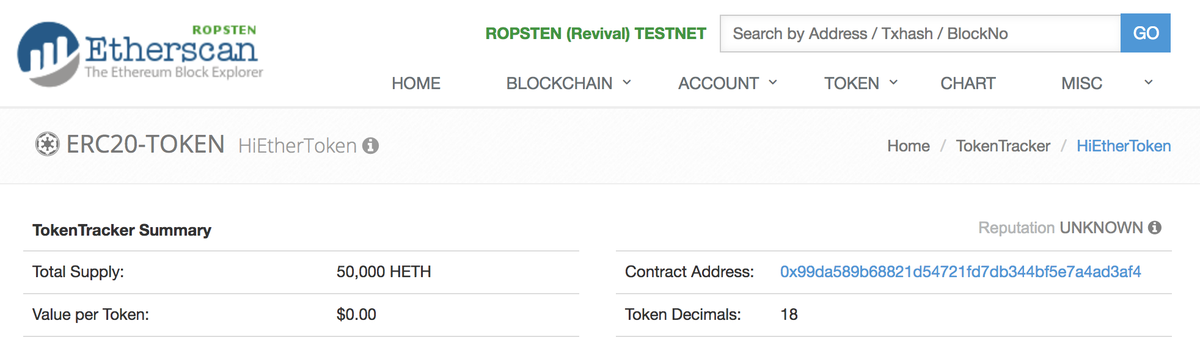 ROPSTEN
Etherscan
The Ethereum Block Explorer
ROPSTEN (Revival) TESTNET
Search by Address / Txhash / BlockNo
GO
HOME BLOCKCHAIN ACCOUNT TOKEN CHART MISC
ERC20-TOKEN HiEtherToken
Home / TokenTracker / HiEtherToken
TokenTracker Summary
Reputation UNKNOWN
Total Supply: 50,000 HETH
Contract Address: 0x99da589b68821d54721fd7db344bf5e7a4ad3af4
Value per Token: $0.00
Token Decimals: 18